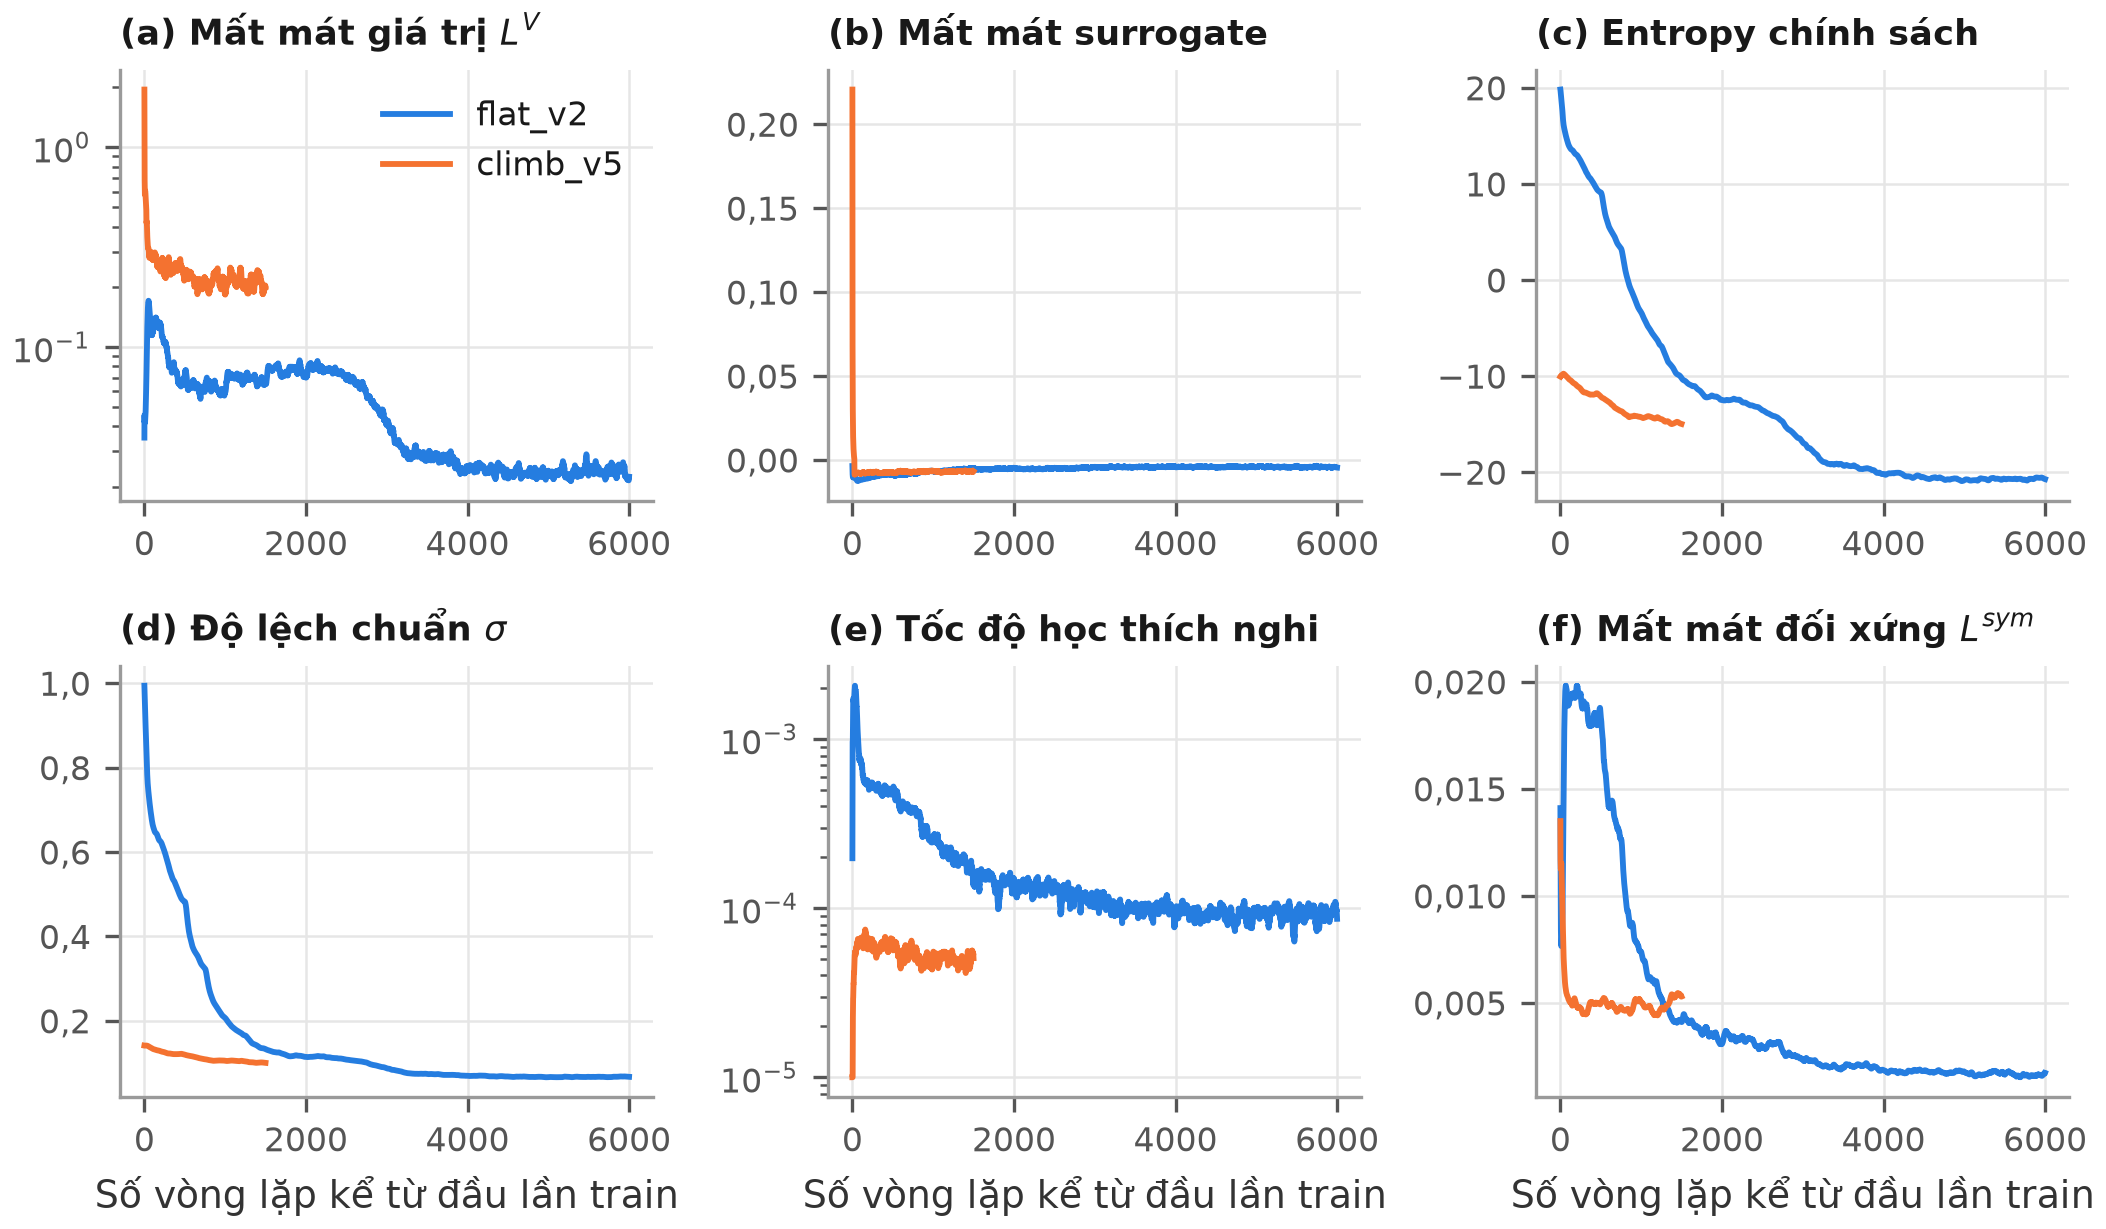 (a) Mất mát giá trị L^V
flat_v2
climb_v5
10^0
10^−1
0 2000 4000 6000
(b) Mất mát surrogate
0,20
0,15
0,10
0,05
0,00
0 2000 4000 6000
(c) Entropy chính sách
20
10
0
−10
−20
0 2000 4000 6000
(d) Độ lệch chuẩn σ
1,0
0,8
0,6
0,4
0,2
0 2000 4000 6000
Số vòng lặp kể từ đầu lần train
(e) Tốc độ học thích nghi
10^−3
10^−4
10^−5
0 2000 4000 6000
Số vòng lặp kể từ đầu lần train
(f) Mất mát đối xứng L^sym
0,020
0,015
0,010
0,005
0 2000 4000 6000
Số vòng lặp kể từ đầu lần train